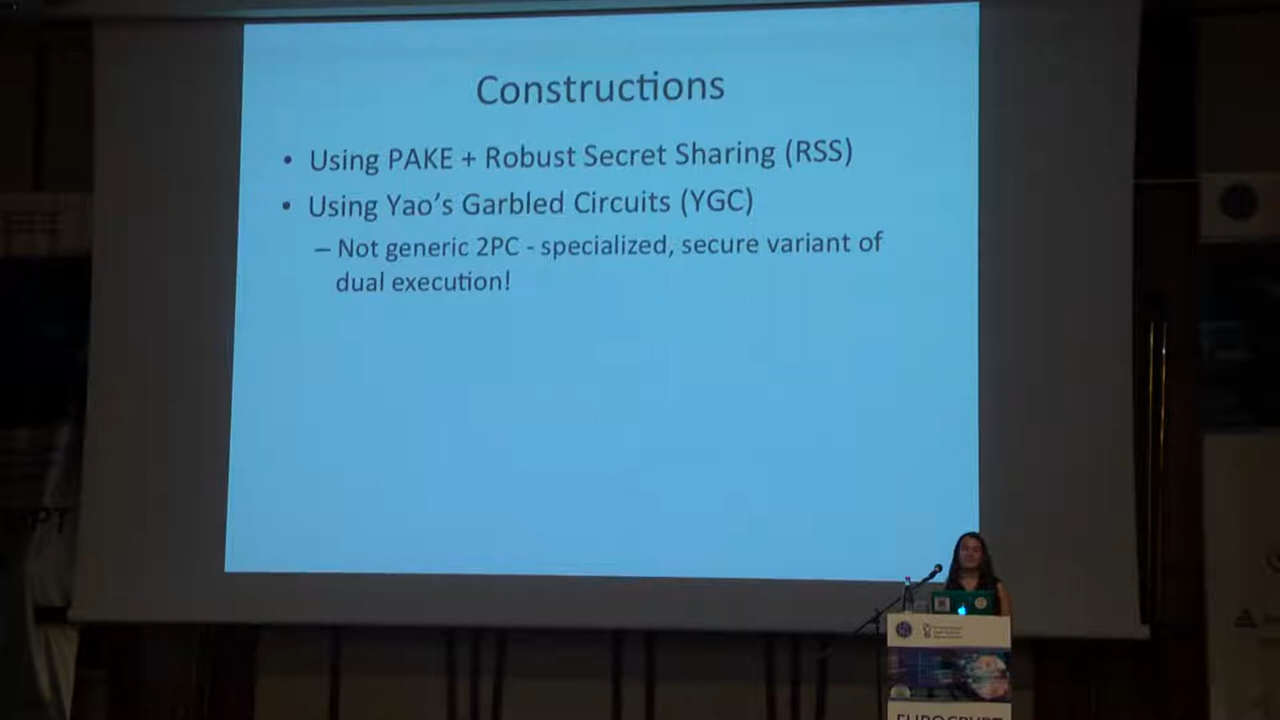 Constructions
• Using PAKE + Robust Secret Sharing (RSS)
• Using Yao's Garbled Circuits (YGC)
– Not generic 2PC - specialized, secure variant of
dual execution!
EUROCRYPT